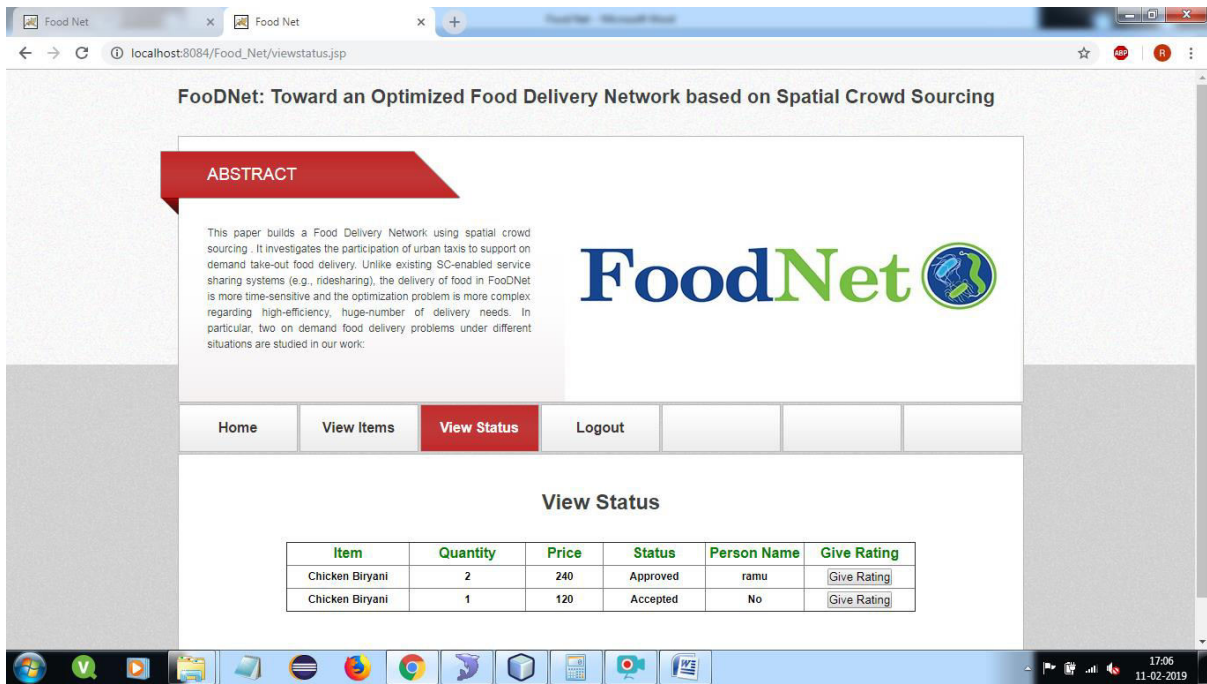 Food Net
Food Net
localhost:8084/Food_Net/viewstatus.jsp
ABP
R
FooDNet: Toward an Optimized Food Delivery Network based on Spatial Crowd Sourcing
ABSTRACT
This paper builds a Food Delivery Network using spatial crowd
sourcing . It investigates the participation of urban taxis to support on
demand take-out food delivery. Unlike existing SC-enabled service
sharing systems (e.g., ridesharing), the delivery of food in FooDNet
is more time-sensitive and the optimization problem is more complex
regarding high-efficiency, huge-number of delivery needs. In
particular, two on demand food delivery problems under different
situations are studied in our work:
FoodNet
Home View Items View Status Logout
View Status
Item Quantity Price Status Person Name Give Rating
Chicken Biryani 2 240 Approved ramu Give Rating
Chicken Biryani 1 120 Accepted No Give Rating
17:06
11-02-2019